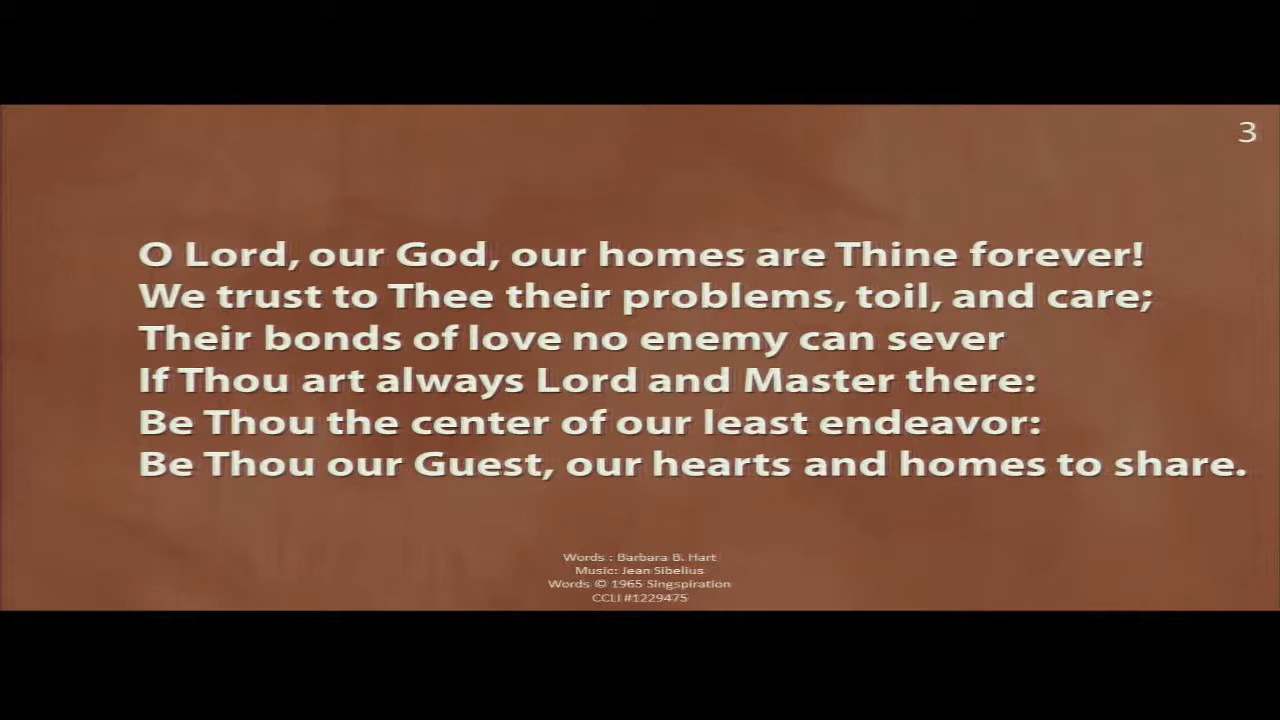 3
O Lord, our God, our homes are Thine forever!
We trust to Thee their problems, toil, and care;
Their bonds of love no enemy can sever
If Thou art always Lord and Master there:
Be Thou the center of our least endeavor:
Be Thou our Guest, our hearts and homes to share.
Words : Barbara B. Hart
Music: Jean Sibelius
Words © 1965 Singspiration
CCLI #1229475